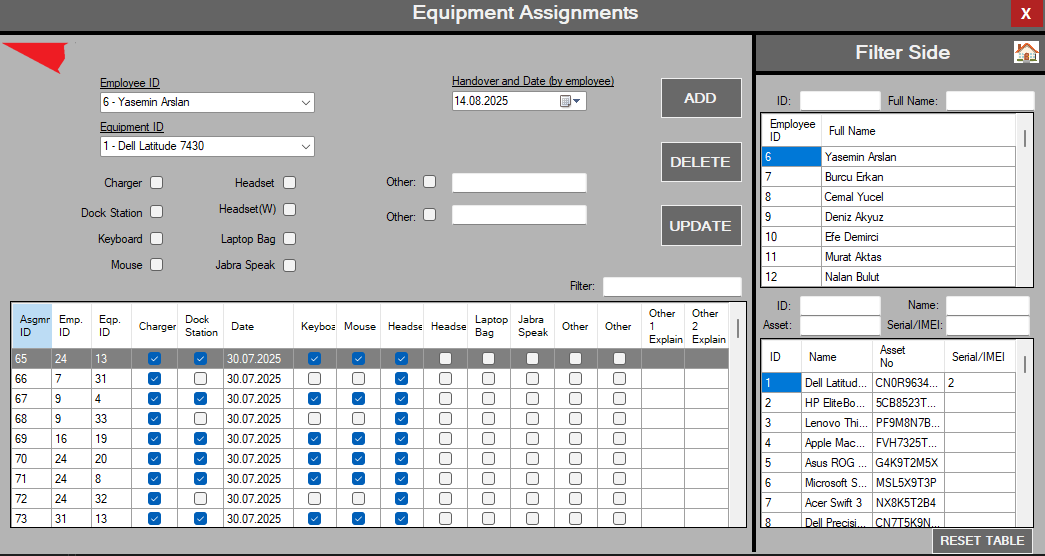 Equipment Assignments
X
Filter Side
Employee ID
6 - Yasemin Arslan
Equipment ID
1 - Dell Latitude 7430
Handover and Date (by employee)
14.08.2025
ADD
DELETE
UPDATE
Charger
Headset
Other:
Dock Station
Headset(W)
Other:
Keyboard
Laptop Bag
Mouse
Jabra Speak
Filter:
Asgmr ID Emp. ID Eqp. ID Charger Dock Station Date Keyboa Mouse Headse Headse Laptop Bag Jabra Speak Other Other Other 1 Explain Other 2 Explain
65 24 13 30.07.2025
66 7 31 30.07.2025
67 9 4 30.07.2025
68 9 33 30.07.2025
69 16 19 30.07.2025
70 24 20 30.07.2025
71 24 8 30.07.2025
72 24 32 30.07.2025
73 31 13 30.07.2025
ID: Full Name:
Employee ID Full Name
6 Yasemin Arslan
7 Burcu Erkan
8 Cemal Yucel
9 Deniz Akyuz
10 Efe Demirci
11 Murat Aktas
12 Nalan Bulut
ID: Name:
Asset: Serial/IMEI:
ID Name Asset No Serial/IMEI
1 Dell Latitud... CN0R9634... 2
2 HP EliteBo... 5CB8523T...
3 Lenovo Thi... PF9M8N7B...
4 Apple Mac... FVH7325T...
5 Asus ROG ... G4K9T2M5X
6 Microsoft S... MSL5X9T3P
7 Acer Swift 3 NX8K5T2B4
8 Dell Precisi... CN7T5K9N...
RESET TABLE